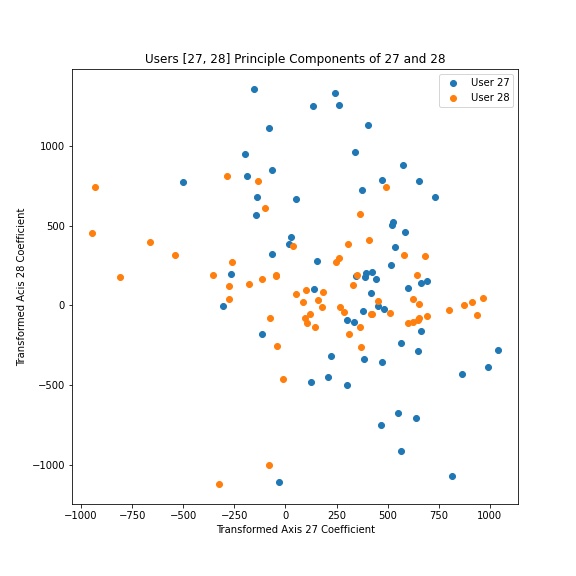 Users [27, 28] Principle Components of 27 and 28
User 27
User 28
1000
500
0
−500
−1000
Transformed Acis 28 Coefficient
−1000 −750 −500 −250 0 250 500 750 1000
Transformed Axis 27 Coefficient